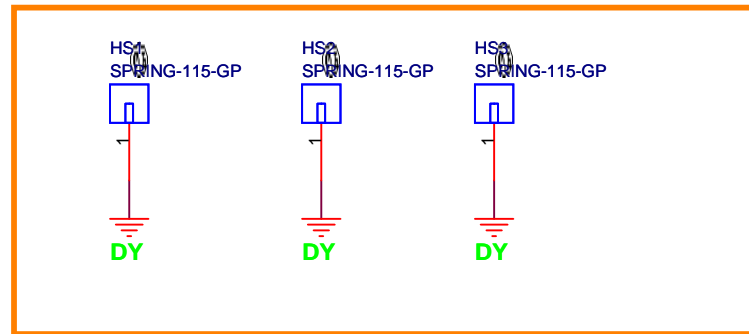 HS1
SPRING-115-GP
1
DY
HS2
SPRING-115-GP
1
DY
HS3
SPRING-115-GP
1
DY